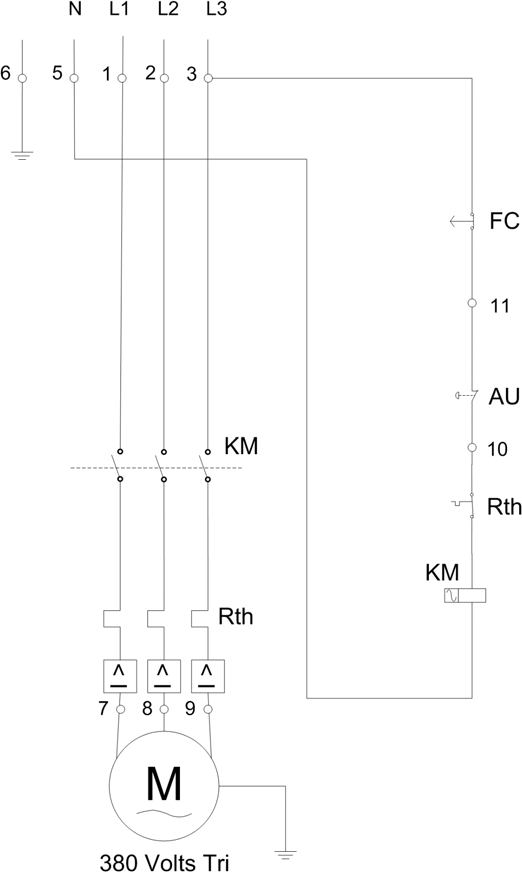 N L1 L2 L3
6 5 1 2 3
FC
11
AU
KM
10
Rth
KM
Rth
^ ^ ^
7 8 9
M
380 Volts Tri